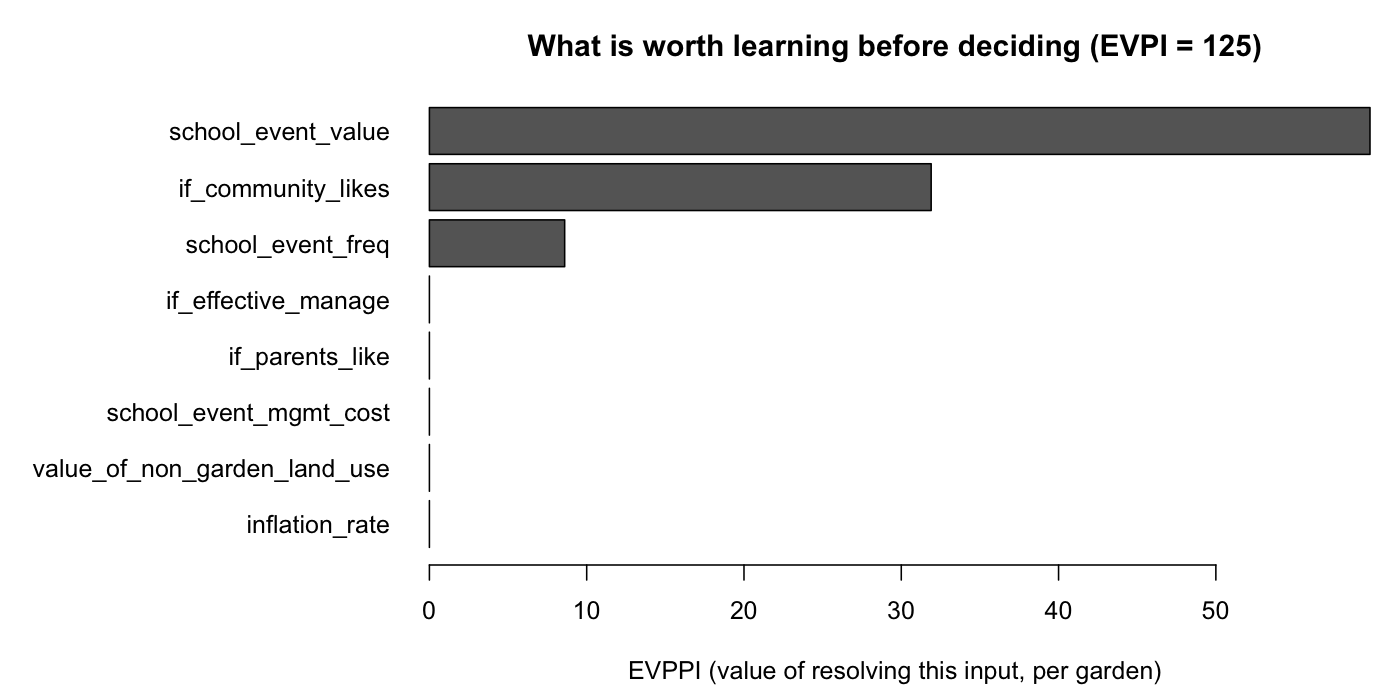 What is worth learning before deciding (EVPI = 125)
school_event_value
if_community_likes
school_event_freq
if_effective_manage
if_parents_like
school_event_mgmt_cost
value_of_non_garden_land_use
inflation_rate
0 10 20 30 40 50
EVPPI (value of resolving this input, per garden)